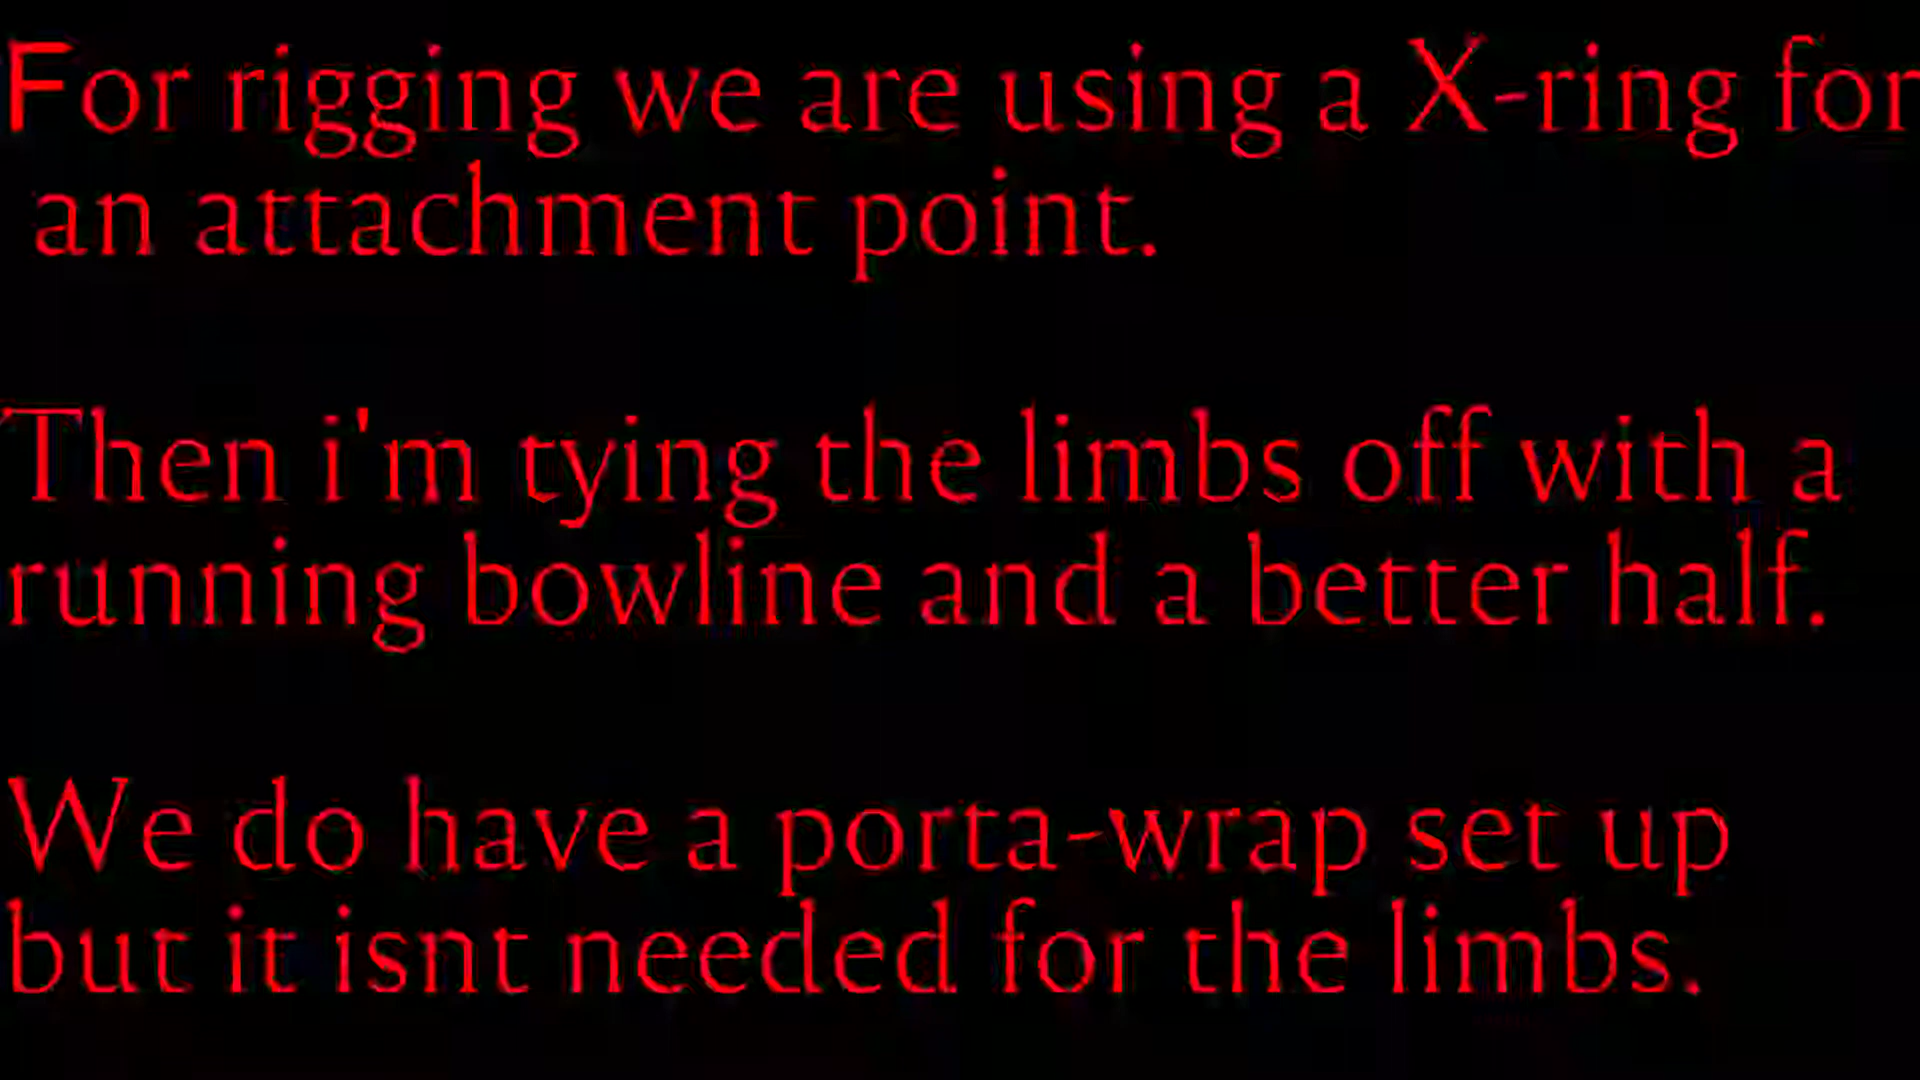 For rigging we are using a X-ring for
an attachment point.
Then i'm tying the limbs off with a
running bowline and a better half.
We do have a porta-wrap set up
but it isnt needed for the limbs.